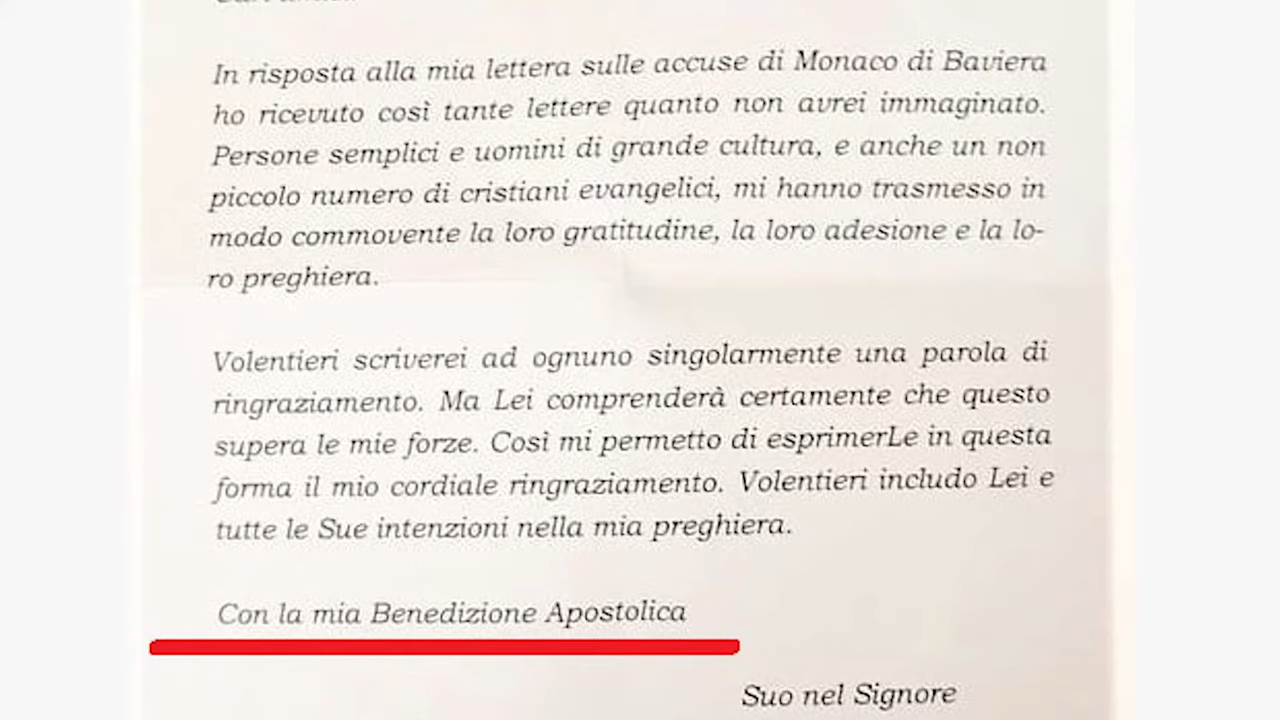 In risposta alla mia lettera sulle accuse di Monaco di Baviera
ho ricevuto così tante lettere quanto non avrei immaginato.
Persone semplici e uomini di grande cultura, e anche un non
piccolo numero di cristiani evangelici, mi hanno trasmesso in
modo commovente la loro gratitudine, la loro adesione e la lo-
ro preghiera.
Volentieri scriverei ad ognuno singolarmente una parola di
ringraziamento. Ma Lei comprenderà certamente che questo
supera le mie forze. Così mi permetto di esprimerLe in questa
forma il mio cordiale ringraziamento. Volentieri includo Lei e
tutte le Sue intenzioni nella mia preghiera.
Con la mia Benedizione Apostolica
Suo nel Signore